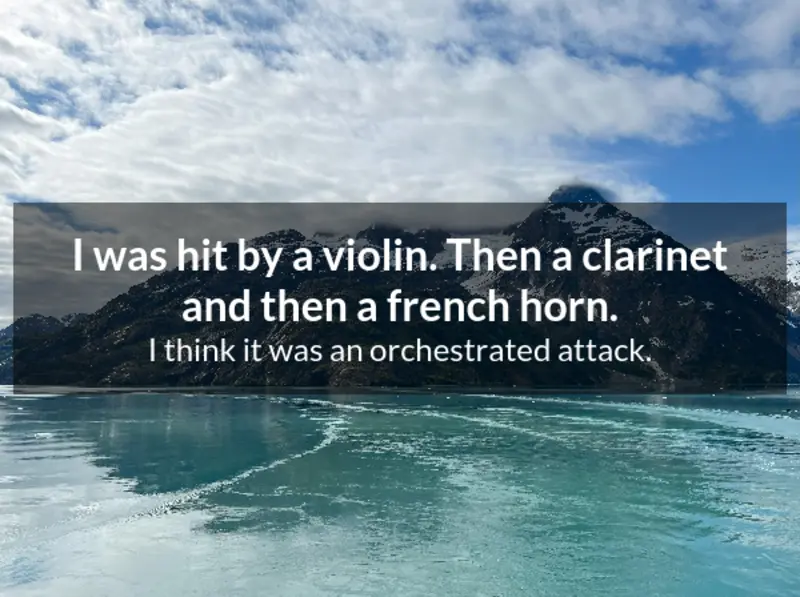 I was hit by a violin. Then a clarinet
and then a french horn.
I think it was an orchestrated attack.